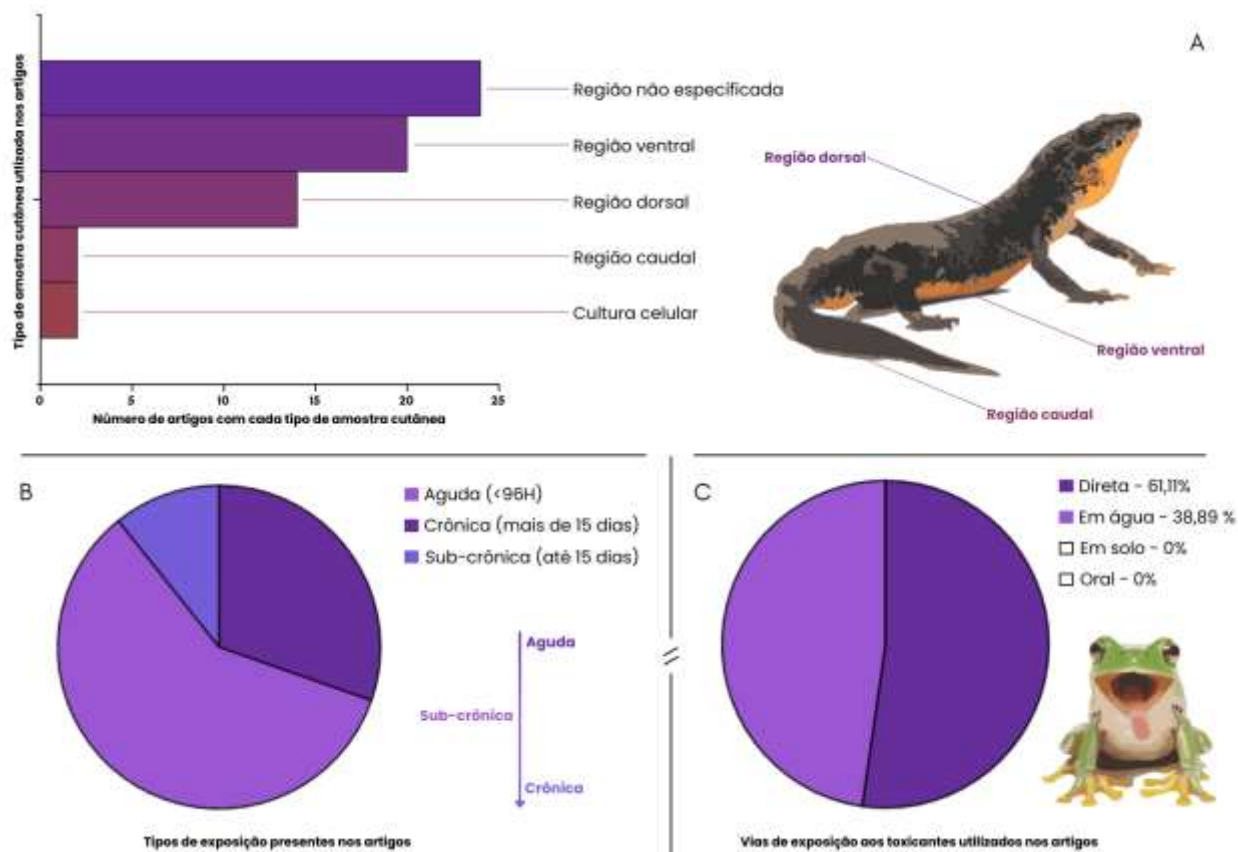 A
Tipo de amostra cutânea utilizada nos artigos
Região não especificada
Região ventral
Região dorsal
Região caudal
Cultura celular
0 5 10 15 20 25
Número de artigos com cada tipo de amostra cutânea
Região dorsal
Região ventral
Região caudal
B
Aguda (<96H)
Crônica (mais de 15 dias)
Sub-crônica (até 15 dias)
Aguda
Sub-crônica
Crônica
Tipos de exposição presentes nos artigos
C
Direta - 61,11%
Em água - 38,89 %
Em solo - 0%
Oral - 0%
Vias de exposição aos toxicantes utilizados nos artigos